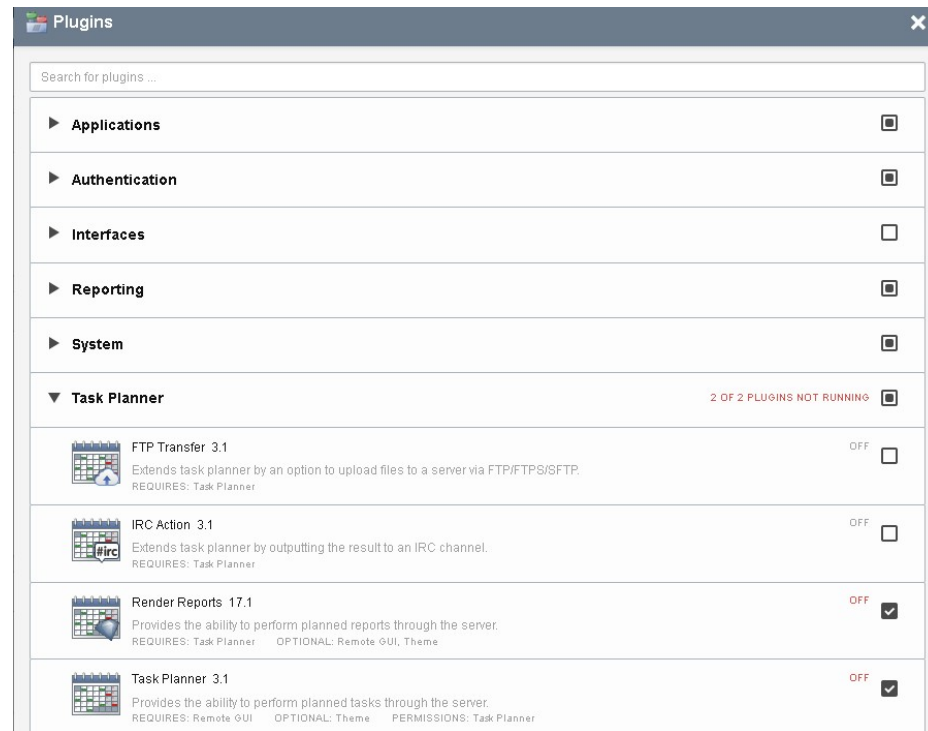 Plugins
Search for plugins ...
Applications
Authentication
Interfaces
Reporting
System
Task Planner 2 OF 2 PLUGINS NOT RUNNING
FTP Transfer 3.1 OFF
Extends task planner by an option to upload files to a server via FTP/FTPS/SFTP.
REQUIRES: Task Planner
IRC Action 3.1 OFF
#irc
Extends task planner by outputting the result to an IRC channel.
REQUIRES: Task Planner
Render Reports 17.1 OFF
Provides the ability to perform planned reports through the server.
REQUIRES: Task Planner OPTIONAL: Remote GUI, Theme
Task Planner 3.1 OFF
Provides the ability to perform planned tasks through the server.
REQUIRES: Remote GUI OPTIONAL: Theme PERMISSIONS: Task Planner